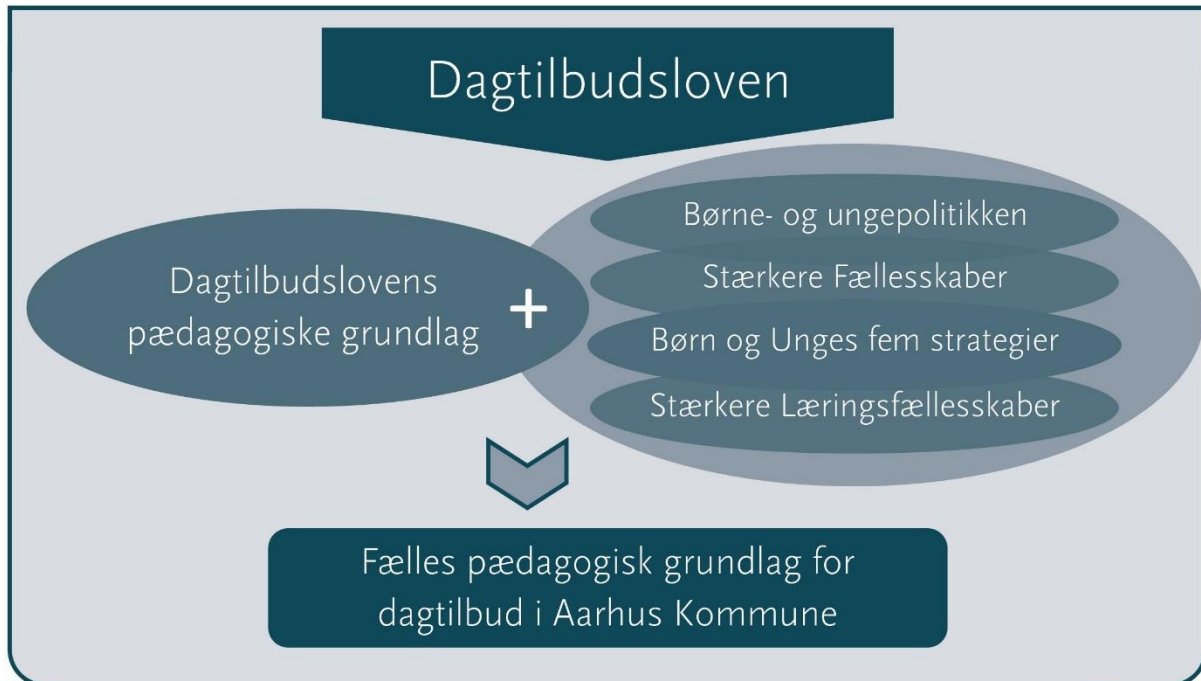 Dagtilbudsloven
Dagtilbudslovens
pædagogiske grundlag
+
Børne- og ungepolitikken
Stærkere Fællesskaber
Børn og Unges fem strategier
Stærkere Læringsfællesskaber
Fælles pædagogisk grundlag for
dagtilbud i Aarhus Kommune